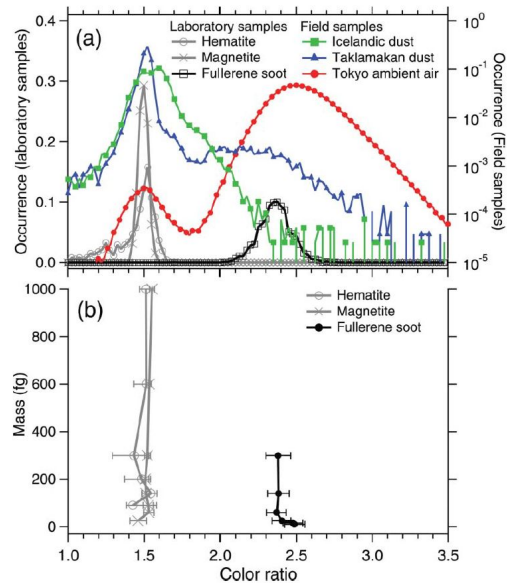 (a)
Laboratory samples
Hematite
Magnetite
Fullerene soot
Field samples
Icelandic dust
Taklamakan dust
Tokyo ambient air
Occurrence (laboratory samples)
0.4
0.3
0.2
0.1
0.0
Occurrence (Field samples)
10^0
10^-1
10^-2
10^-3
10^-4
10^-5
(b)
Hematite
Magnetite
Fullerene soot
Mass (fg)
1000
800
600
400
200
0
1.0 1.5 2.0 2.5 3.0 3.5
Color ratio